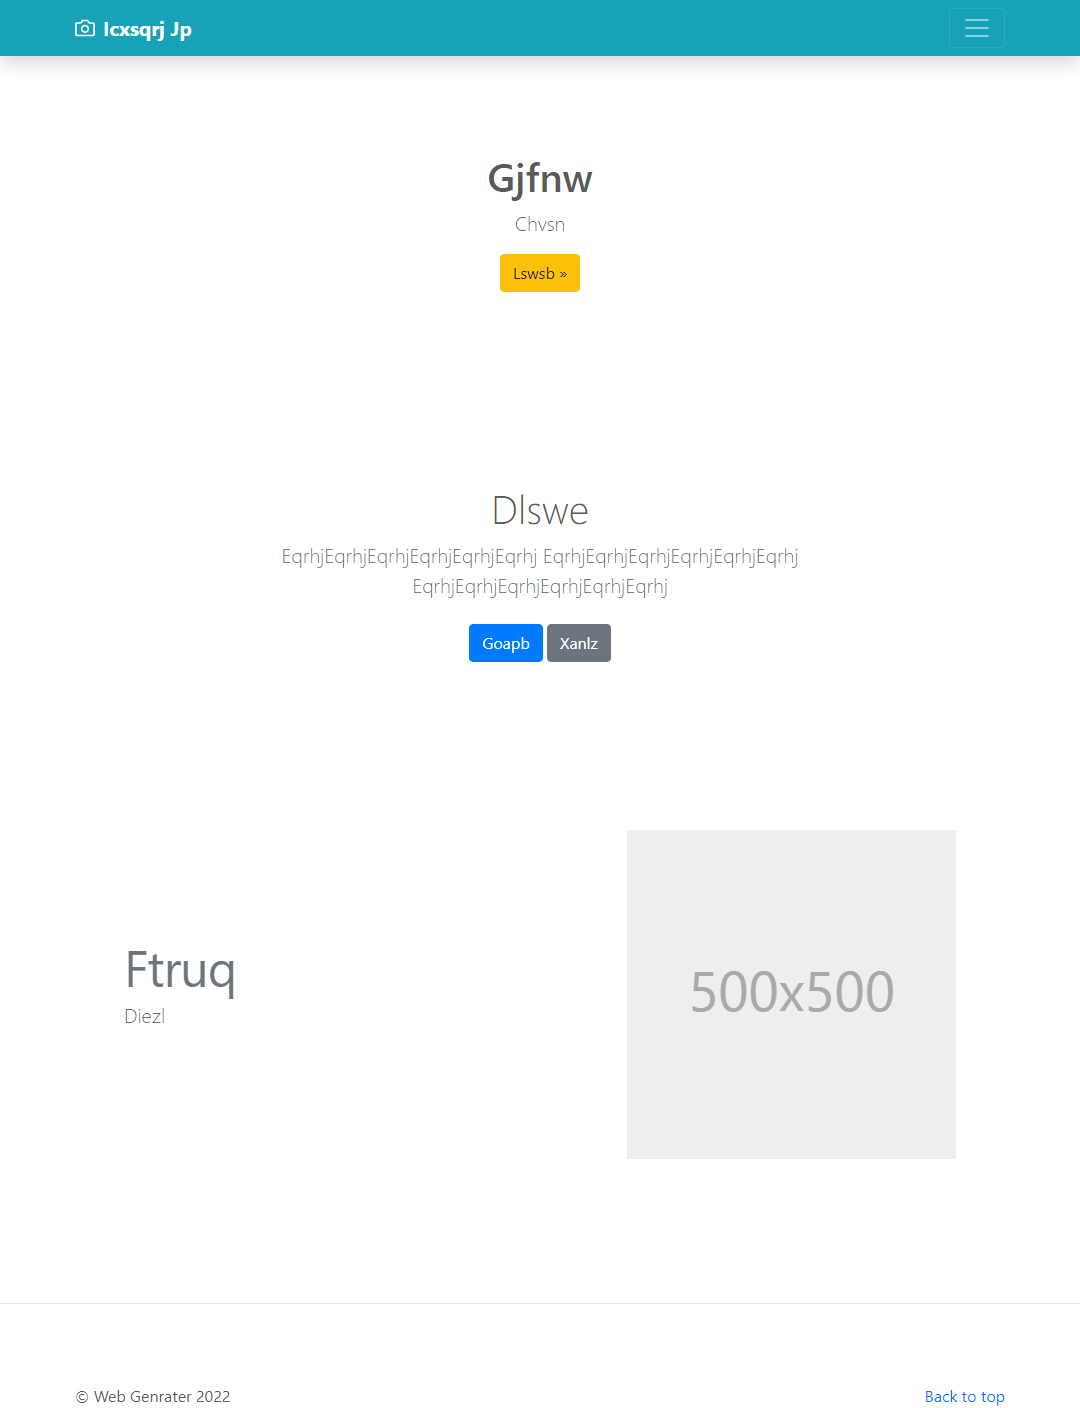 Icxsqrj Jp
Gjfnw
Chvsn
Lswsb »
Dlswe
EqrhjEqrhjEqrhjEqrhjEqrhjEqrhj EqrhjEqrhjEqrhjEqrhjEqrhjEqrhj
EqrhjEqrhjEqrhjEqrhjEqrhjEqrhj
Goapb Xanlz
500x500
Ftruq
Diezl
© Web Genrater 2022
Back to top